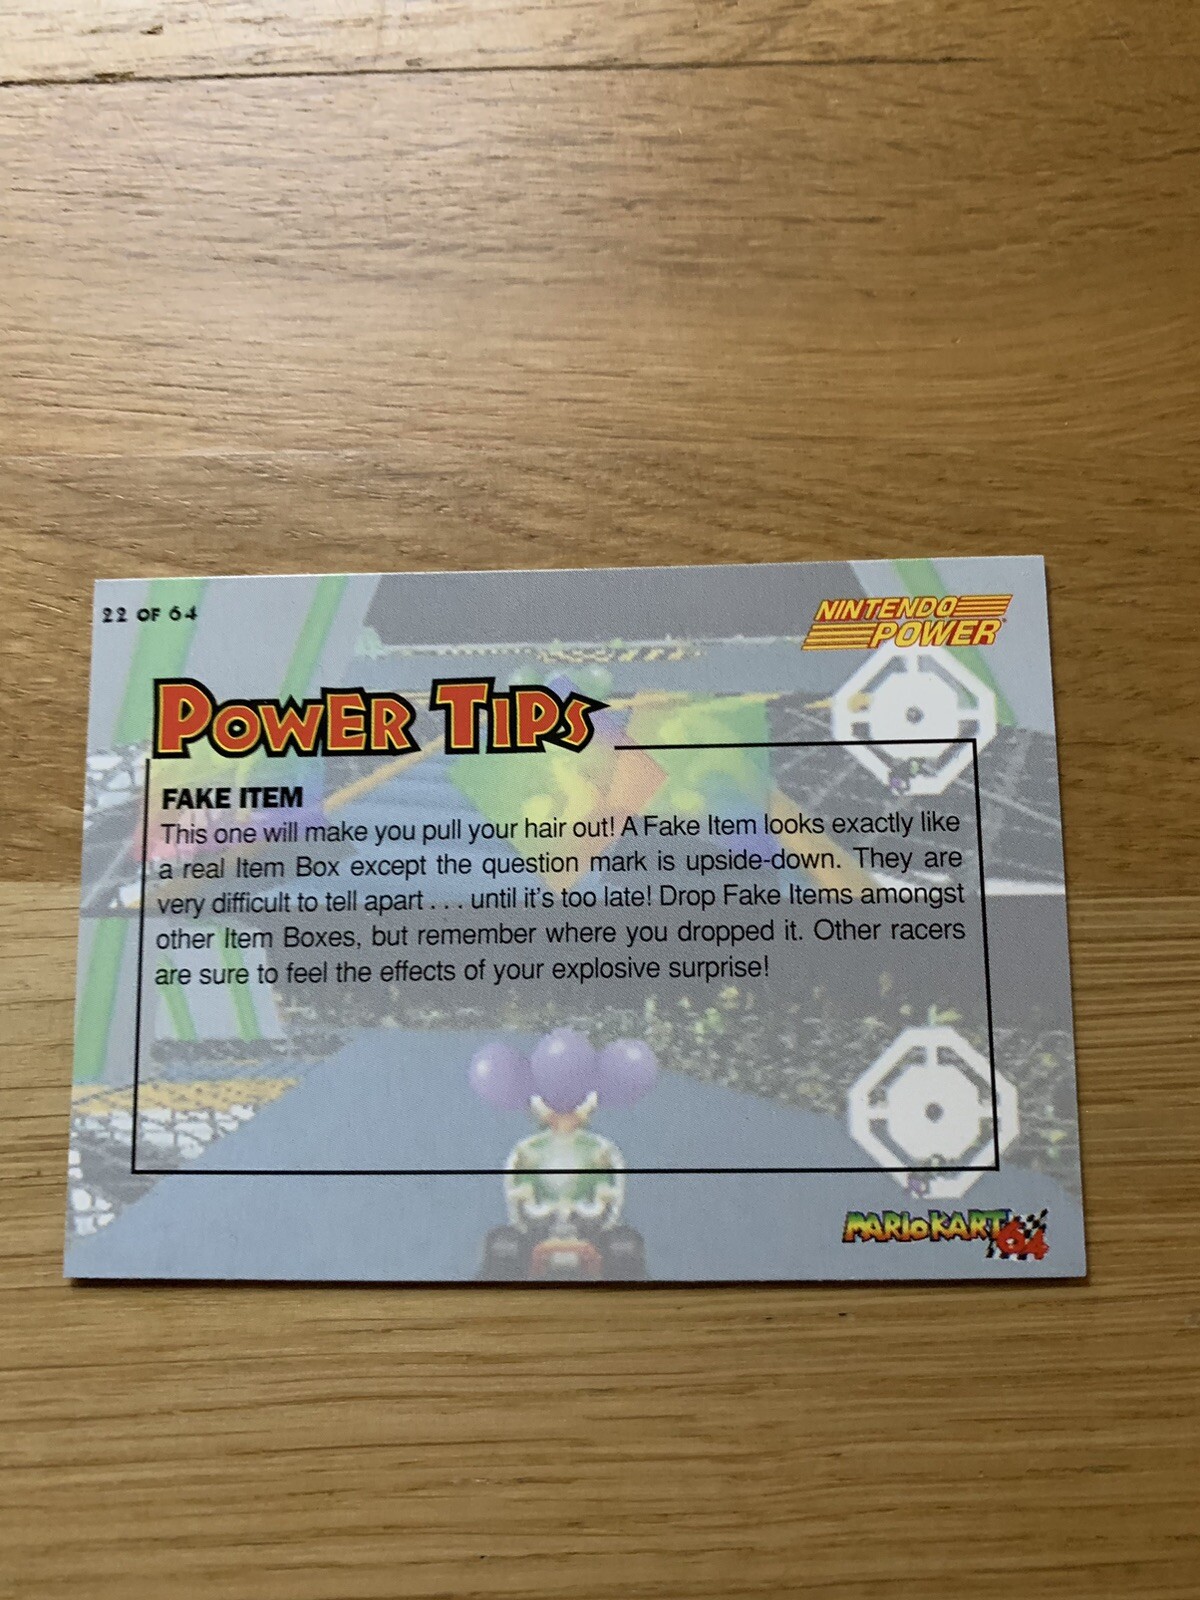 22 OF 64
NINTENDO
POWER
POWER TIPS
FAKE ITEM
This one will make you pull your hair out! A Fake Item looks exactly like
a real Item Box except the question mark is upside-down. They are
very difficult to tell apart . . . until it's too late! Drop Fake Items amongst
other Item Boxes, but remember where you dropped it. Other racers
are sure to feel the effects of your explosive surprise!
MARIOKART 64